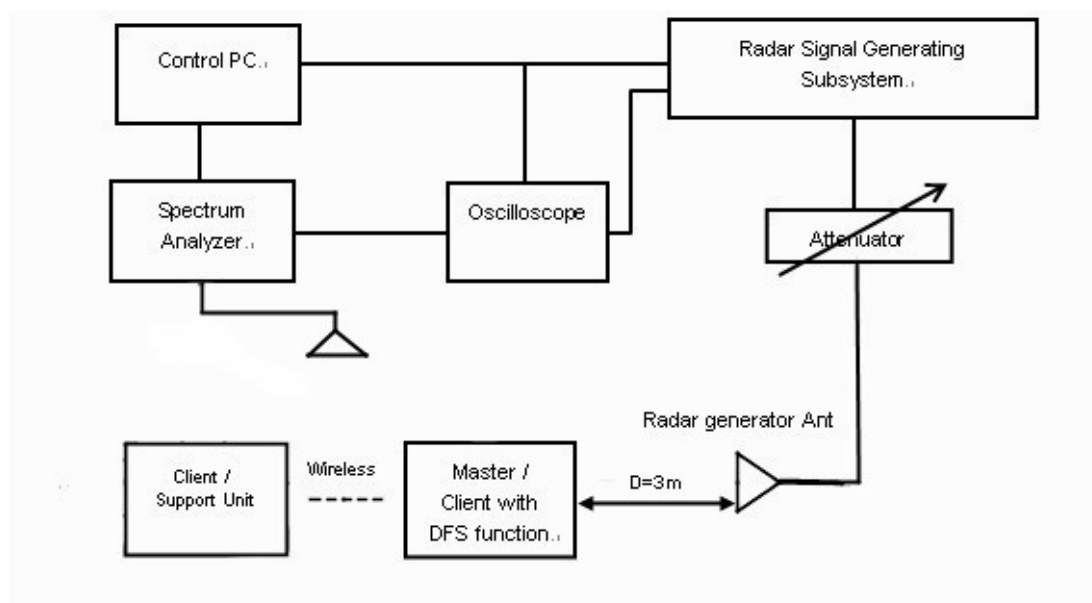 Control PC
Radar Signal Generating
Subsystem
Spectrum
Analyzer
Oscilloscope
Attenuator
Radar generator Ant
Client /
Support Unit
Wireless
Master /
Client with
DFS function
D=3m